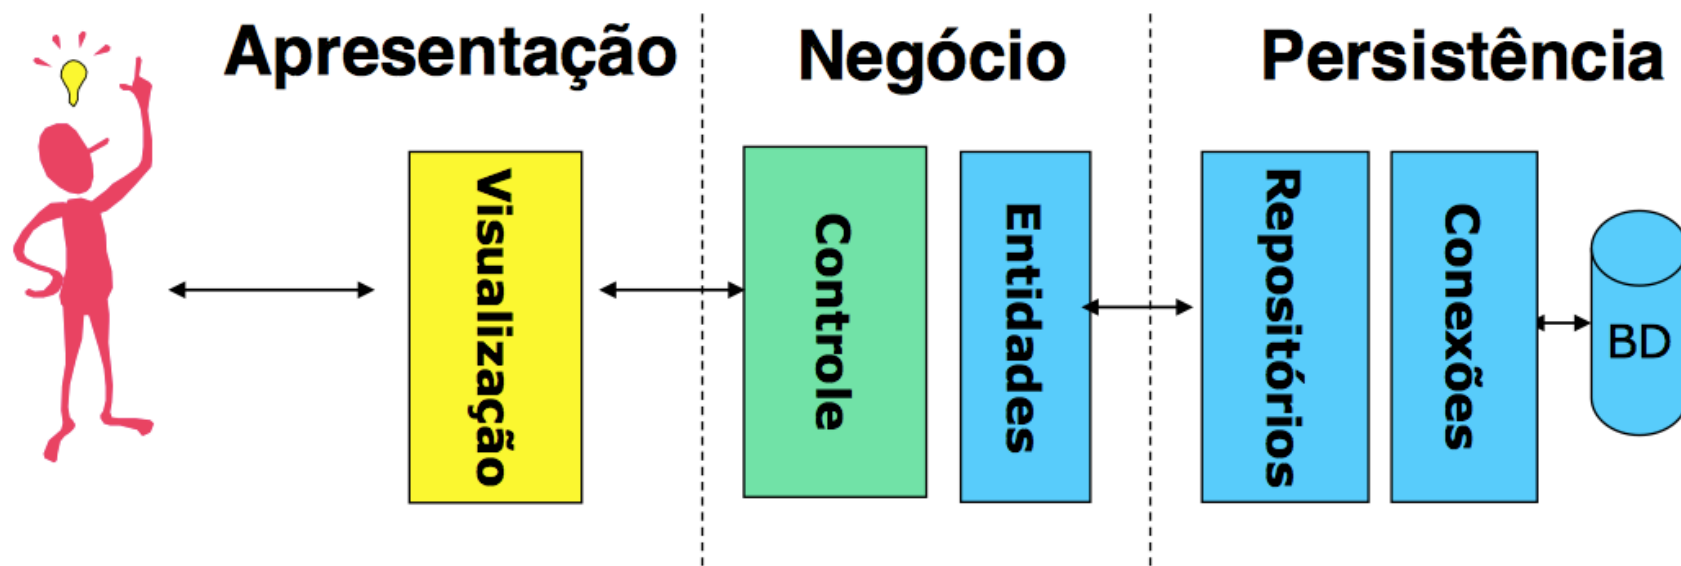 Apresentação
Negócio
Persistência
Visualização
Controle
Entidades
Repositórios
Conexões
BD